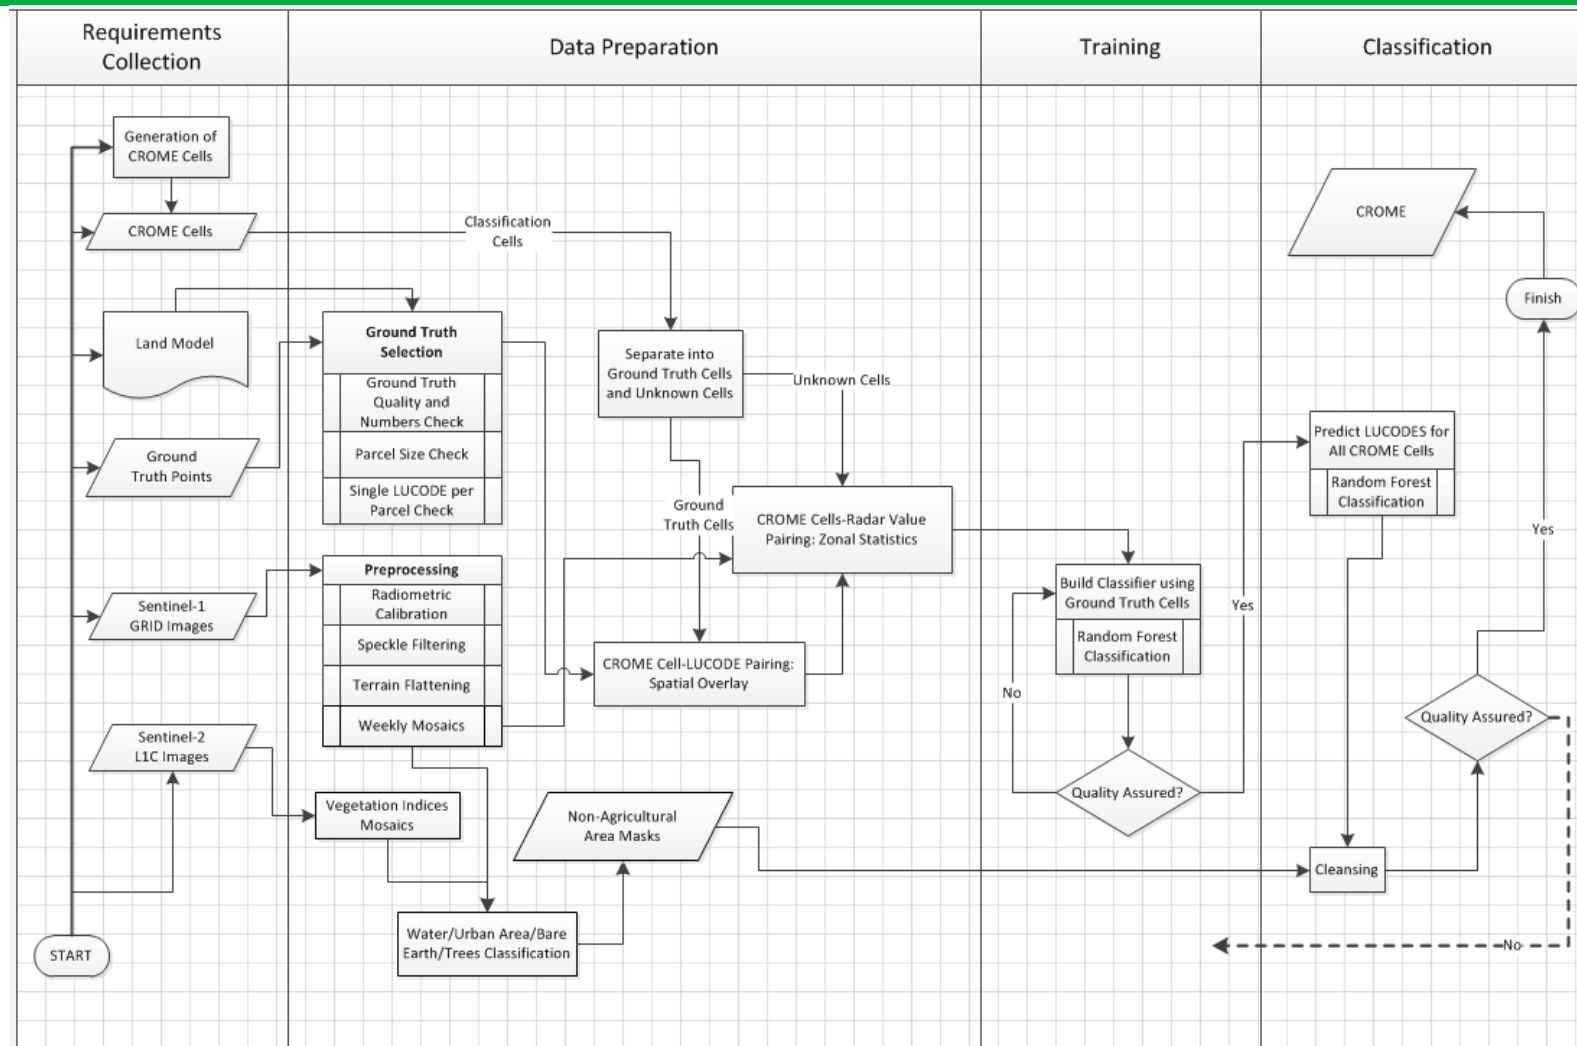 Requirements
Collection
Data Preparation
Training
Classification
Generation of
CROME Cells
CROME Cells
Classification
Cells
CROME
Finish
Land Model
Ground Truth
Selection
Ground Truth
Quality and
Numbers Check
Parcel Size Check
Single LUCODE per
Parcel Check
Separate into
Ground Truth Cells
and Unknown Cells
Unknown Cells
Ground
Truth Points
Ground
Truth Cells
CROME Cells-Radar Value
Pairing: Zonal Statistics
Predict LUCODES for
All CROME Cells
Random Forest
Classification
Yes
Preprocessing
Radiometric
Calibration
Speckle Filtering
Terrain Flattening
Weekly Mosaics
Sentinel-1
GRID Images
CROME Cell-LUCODE Pairing:
Spatial Overlay
Build Classifier using
Ground Truth Cells
Random Forest
Classification
Yes
No
Quality Assured?
Quality Assured?
Sentinel-2
L1C Images
Vegetation Indices
Mosaics
Non-Agricultural
Area Masks
Cleansing
Water/Urban Area/Bare
Earth/Trees Classification
START
No